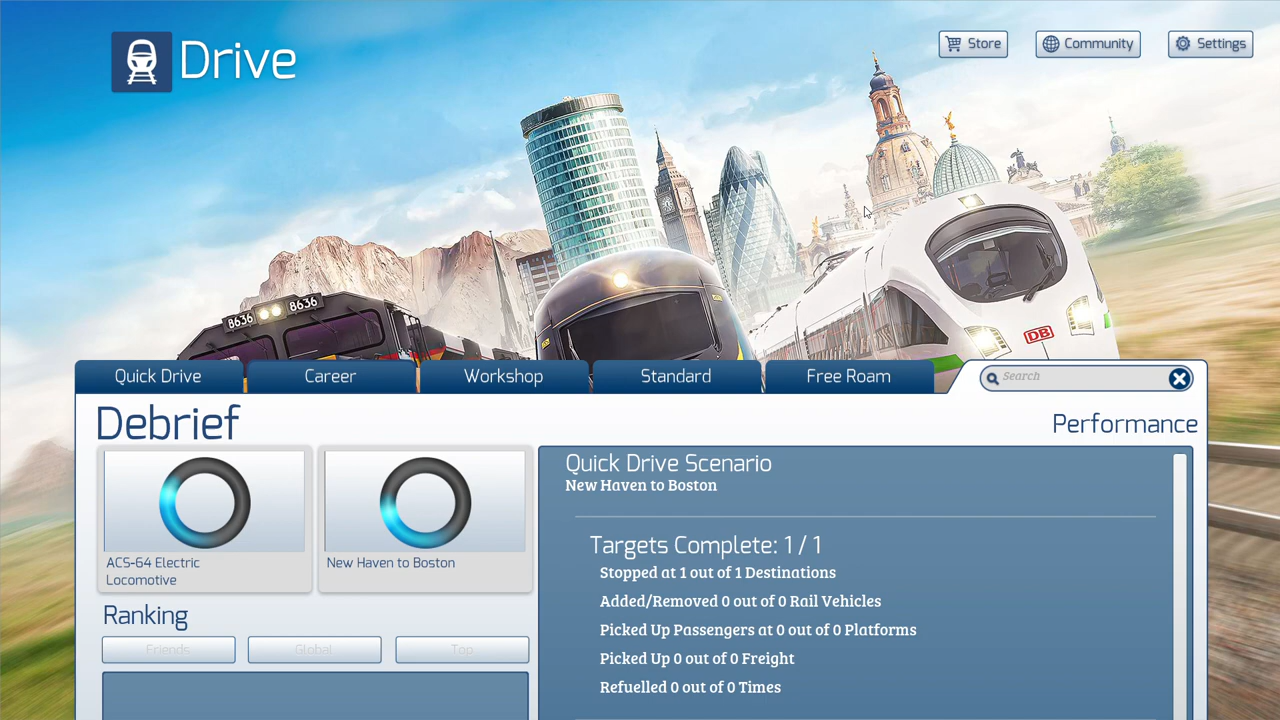 Drive
Store
Community
Settings
8636 8636
DB
Quick Drive
Career
Workshop
Standard
Free Roam
Search
Debrief
Performance
ACS-64 Electric
Locomotive
New Haven to Boston
Ranking
Friends
Global
Top
Quick Drive Scenario
New Haven to Boston
Targets Complete: 1 / 1
Stopped at 1 out of 1 Destinations
Added/Removed 0 out of 0 Rail Vehicles
Picked Up Passengers at 0 out of 0 Platforms
Picked Up 0 out of 0 Freight
Refuelled 0 out of 0 Times